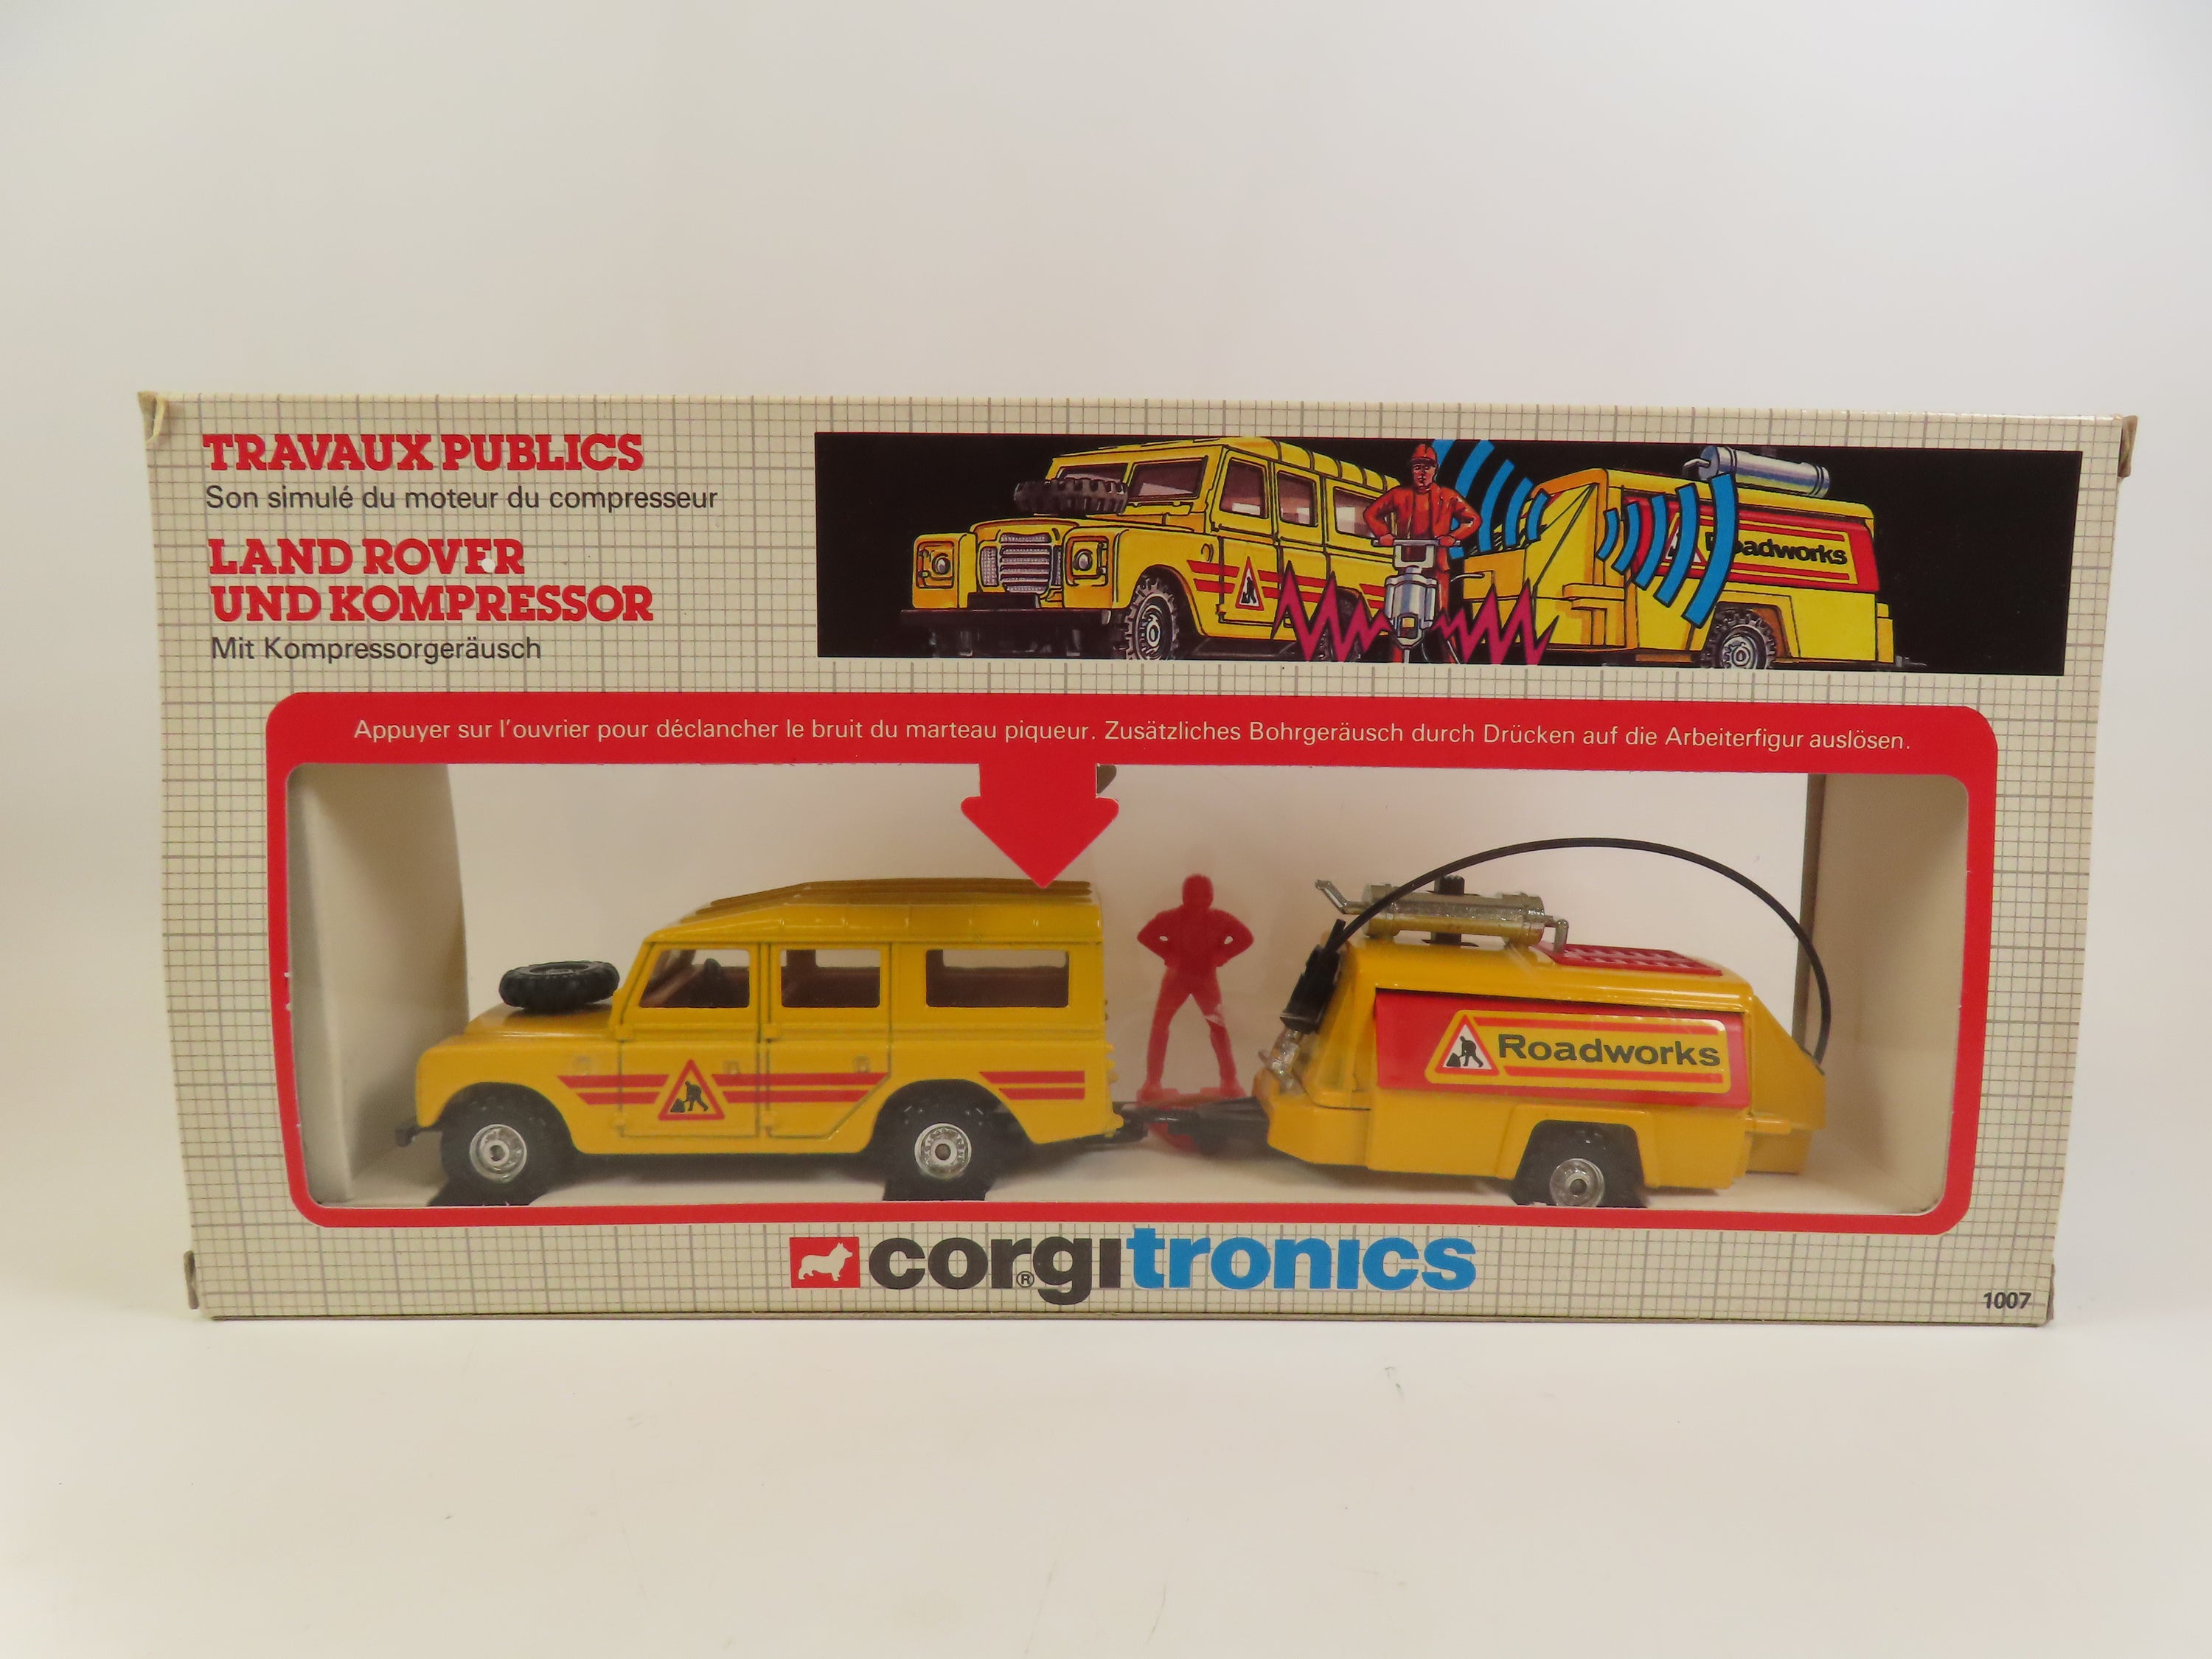 TRAVAUX PUBLICS
Son simulé du moteur du compresseur
LAND ROVER
UND KOMPRESSOR
Mit Kompressorgeräusch
Roadworks
Appuyer sur l'ouvrier pour déclancher le bruit du marteau piqueur. Zusätzliches Bohrgeräusch durch Drücken auf die Arbeiterfigur auslösen.
Roadworks
corgitronics
®
1007